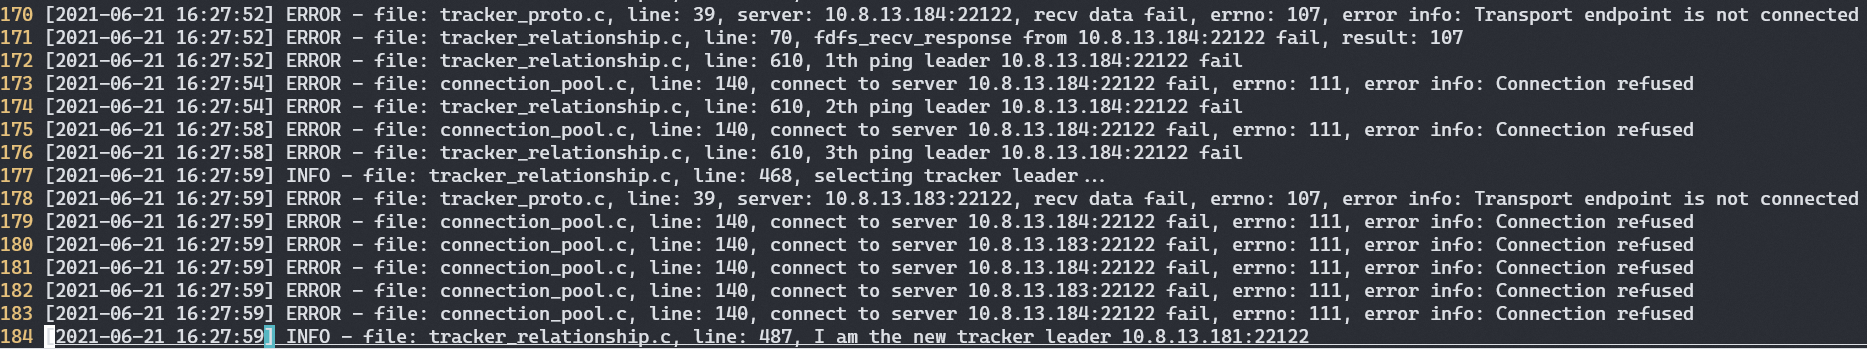 170 [2021-06-21 16:27:52] ERROR - file: tracker_proto.c, line: 39, server: 10.8.13.184:22122, recv data fail, errno: 107, error info: Transport endpoint is not connected
171 [2021-06-21 16:27:52] ERROR - file: tracker_relationship.c, line: 70, fdfs_recv_response from 10.8.13.184:22122 fail, result: 107
172 [2021-06-21 16:27:52] ERROR - file: tracker_relationship.c, line: 610, 1th ping leader 10.8.13.184:22122 fail
173 [2021-06-21 16:27:54] ERROR - file: connection_pool.c, line: 140, connect to server 10.8.13.184:22122 fail, errno: 111, error info: Connection refused
174 [2021-06-21 16:27:54] ERROR - file: tracker_relationship.c, line: 610, 2th ping leader 10.8.13.184:22122 fail
175 [2021-06-21 16:27:58] ERROR - file: connection_pool.c, line: 140, connect to server 10.8.13.184:22122 fail, errno: 111, error info: Connection refused
176 [2021-06-21 16:27:58] ERROR - file: tracker_relationship.c, line: 610, 3th ping leader 10.8.13.184:22122 fail
177 [2021-06-21 16:27:59] INFO - file: tracker_relationship.c, line: 468, selecting tracker leader...
178 [2021-06-21 16:27:59] ERROR - file: tracker_proto.c, line: 39, server: 10.8.13.183:22122, recv data fail, errno: 107, error info: Transport endpoint is not connected
179 [2021-06-21 16:27:59] ERROR - file: connection_pool.c, line: 140, connect to server 10.8.13.184:22122 fail, errno: 111, error info: Connection refused
180 [2021-06-21 16:27:59] ERROR - file: connection_pool.c, line: 140, connect to server 10.8.13.183:22122 fail, errno: 111, error info: Connection refused
181 [2021-06-21 16:27:59] ERROR - file: connection_pool.c, line: 140, connect to server 10.8.13.184:22122 fail, errno: 111, error info: Connection refused
182 [2021-06-21 16:27:59] ERROR - file: connection_pool.c, line: 140, connect to server 10.8.13.183:22122 fail, errno: 111, error info: Connection refused
183 [2021-06-21 16:27:59] ERROR - file: connection_pool.c, line: 140, connect to server 10.8.13.184:22122 fail, errno: 111, error info: Connection refused
184 [2021-06-21 16:27:59] INFO - file: tracker_relationship.c, line: 487, I am the new tracker leader 10.8.13.181:22122